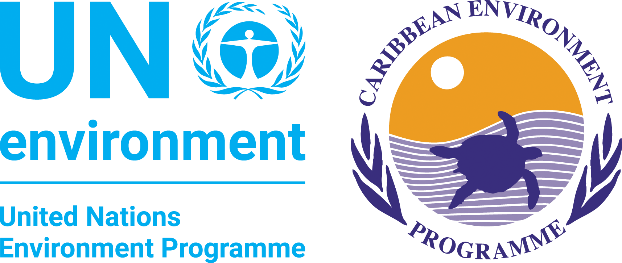 UN
environment
United Nations
Environment Programme
CARIBBEAN ENVIRONMENT
PROGRAMME